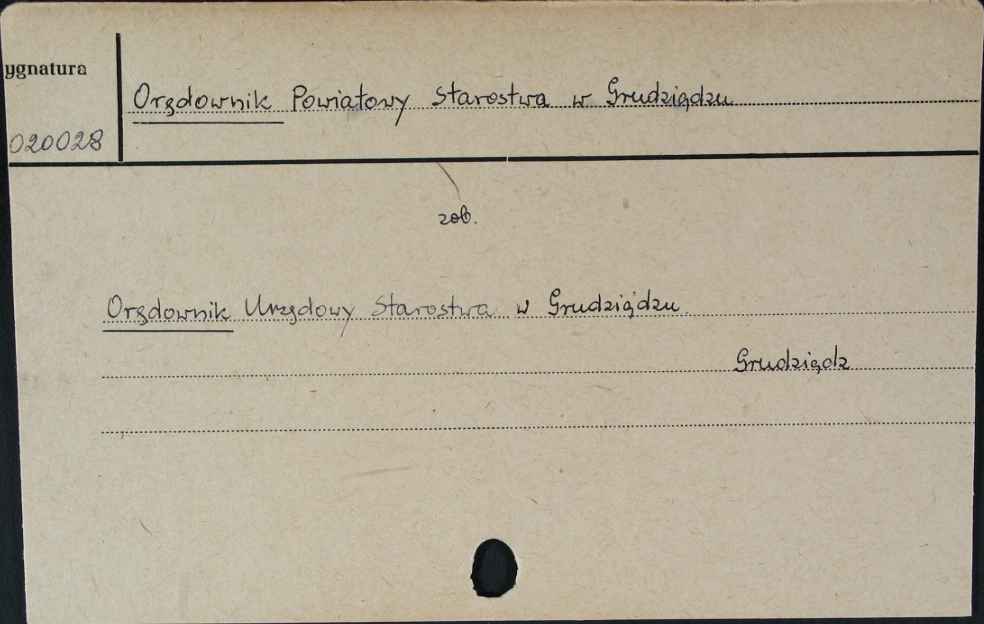 ygnatura
Orędownik Powiatowy Starostwa w Grudziądzu
020028
zob.
Orędownik Urzędowy Starostwa w Grudziądzu.
Grudziądz